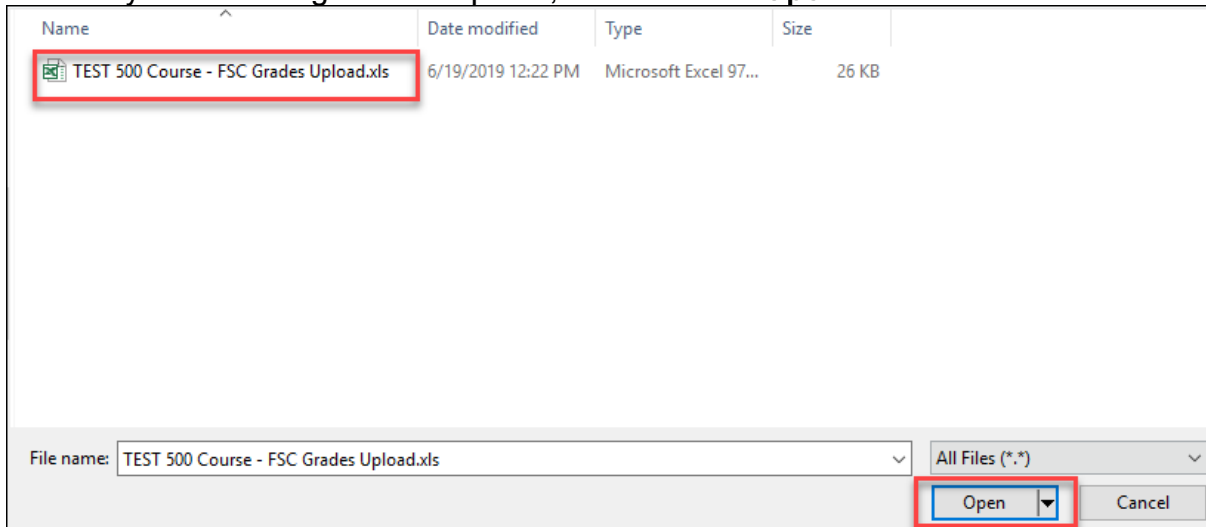 Name Date modified Type Size
TEST 500 Course - FSC Grades Upload.xls 6/19/2019 12:22 PM Microsoft Excel 97... 26 KB
File name: TEST 500 Course - FSC Grades Upload.xls All Files (*.*)
Open Cancel